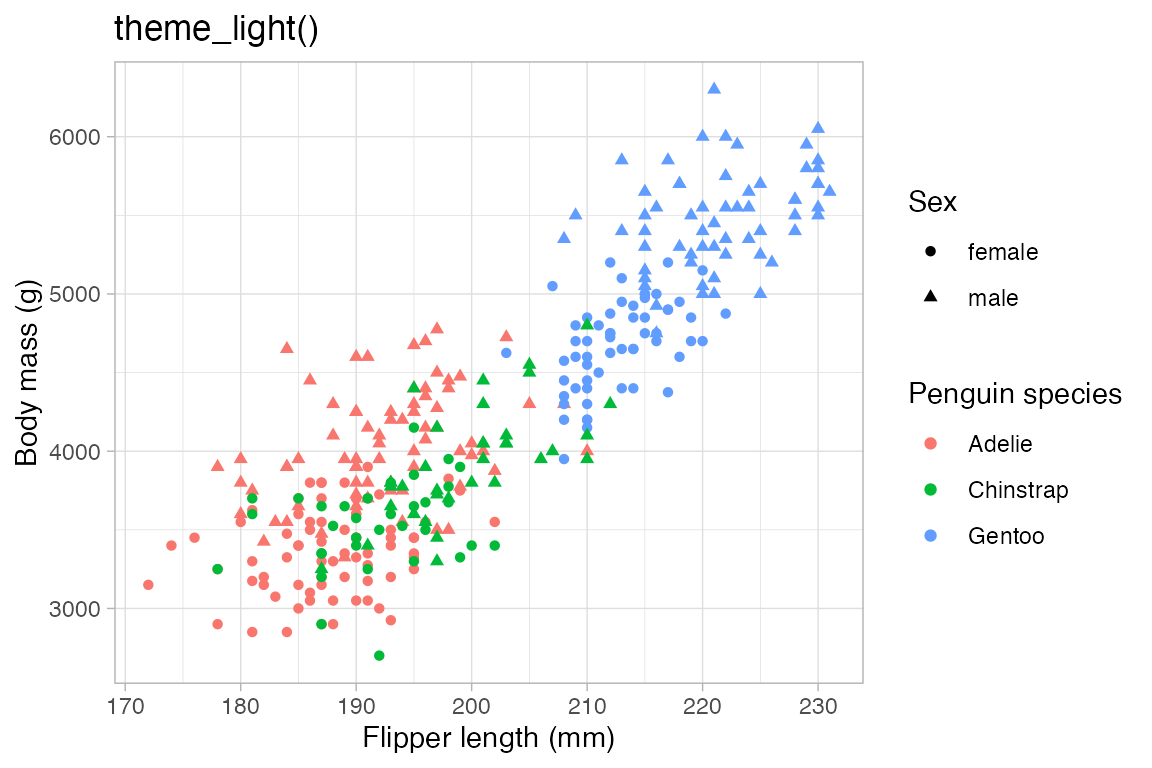 theme_light()
6000
5000
4000
3000
Body mass (g)
170 180 190 200 210 220 230
Flipper length (mm)
Sex
female
male
Penguin species
Adelie
Chinstrap
Gentoo